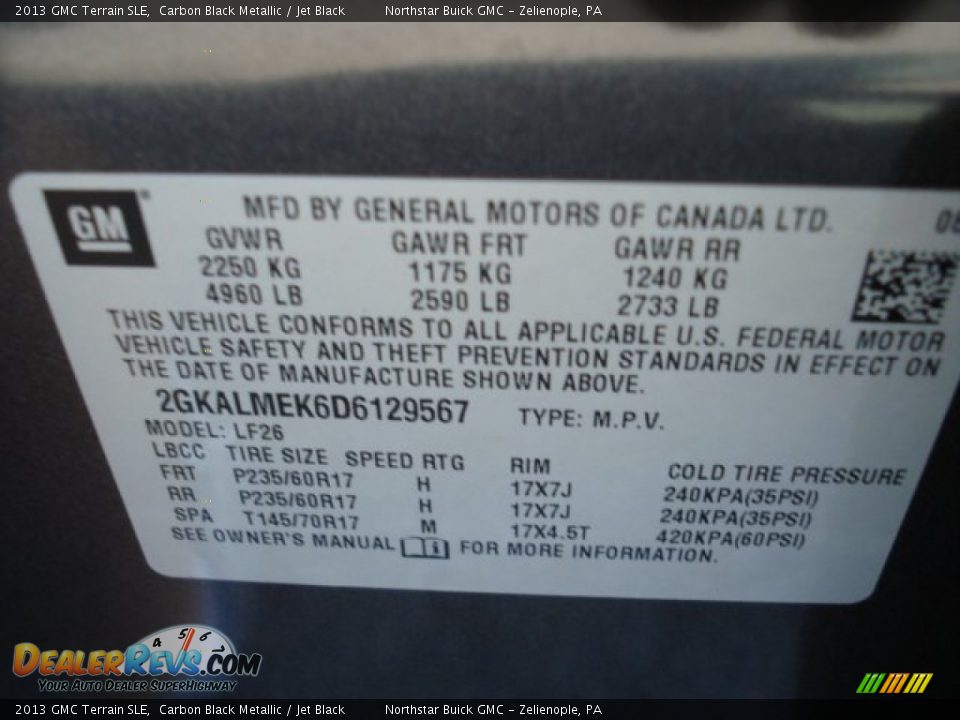 2013 GMC Terrain SLE, Carbon Black Metallic / Jet Black Northstar Buick GMC - Zelienople, PA
GM
MFD BY GENERAL MOTORS OF CANADA LTD.
GVWR GAWR FRT GAWR RR
2250 KG 1175 KG 1240 KG
4960 LB 2590 LB 2733 LB
THIS VEHICLE CONFORMS TO ALL APPLICABLE U.S. FEDERAL MOTOR
VEHICLE SAFETY AND THEFT PREVENTION STANDARDS IN EFFECT ON
THE DATE OF MANUFACTURE SHOWN ABOVE.
2GKALMEK6D6129567 TYPE: M.P.V.
MODEL: LF26
LBCC TIRE SIZE SPEED RTG RIM COLD TIRE PRESSURE
FRT P235/60R17 H 17X7J 240KPA(35PSI)
RR P235/60R17 H 17X7J 240KPA(35PSI)
SPA T145/70R17 M 17X4.5T 420KPA(60PSI)
SEE OWNER'S MANUAL FOR MORE INFORMATION.
4 5 6
DEALERREVS.COM
YOUR AUTO DEALER SUPERHIGHWAY
2013 GMC Terrain SLE, Carbon Black Metallic / Jet Black Northstar Buick GMC - Zelienople, PA